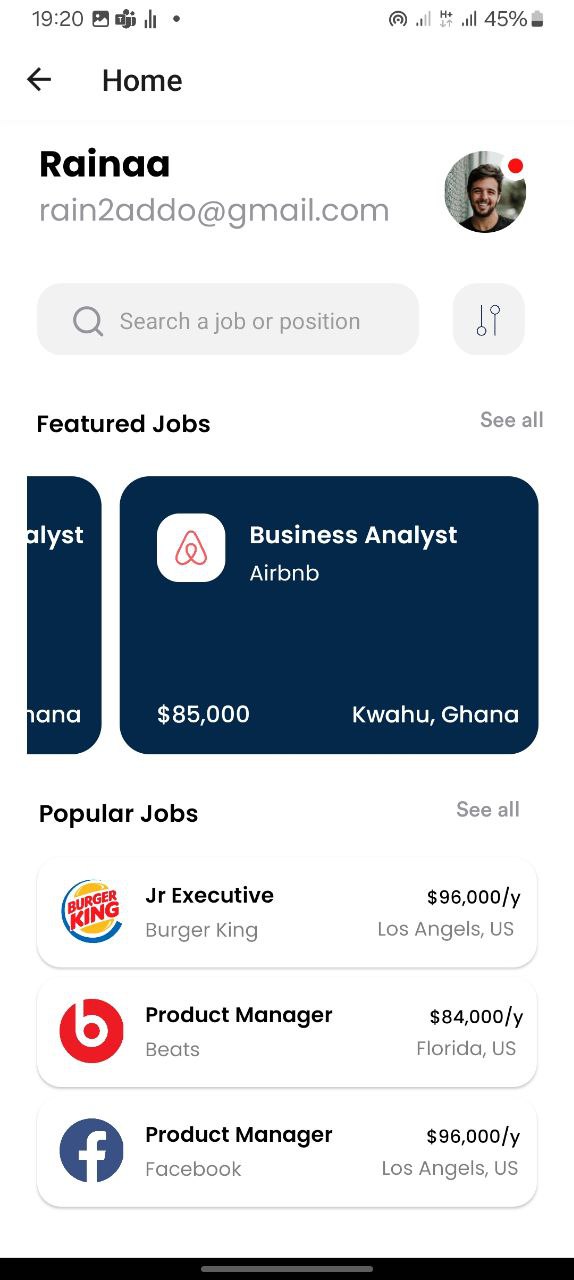 19:20 45%
Home
Rainaa
rain2addo@gmail.com
Search a job or position
Featured Jobs See all
alyst
Business Analyst
Airbnb
nana
$85,000 Kwahu, Ghana
Popular Jobs See all
BURGER KING
Jr Executive $96,000/y
Burger King Los Angels, US
Product Manager $84,000/y
Beats Florida, US
Product Manager $96,000/y
Facebook Los Angels, US